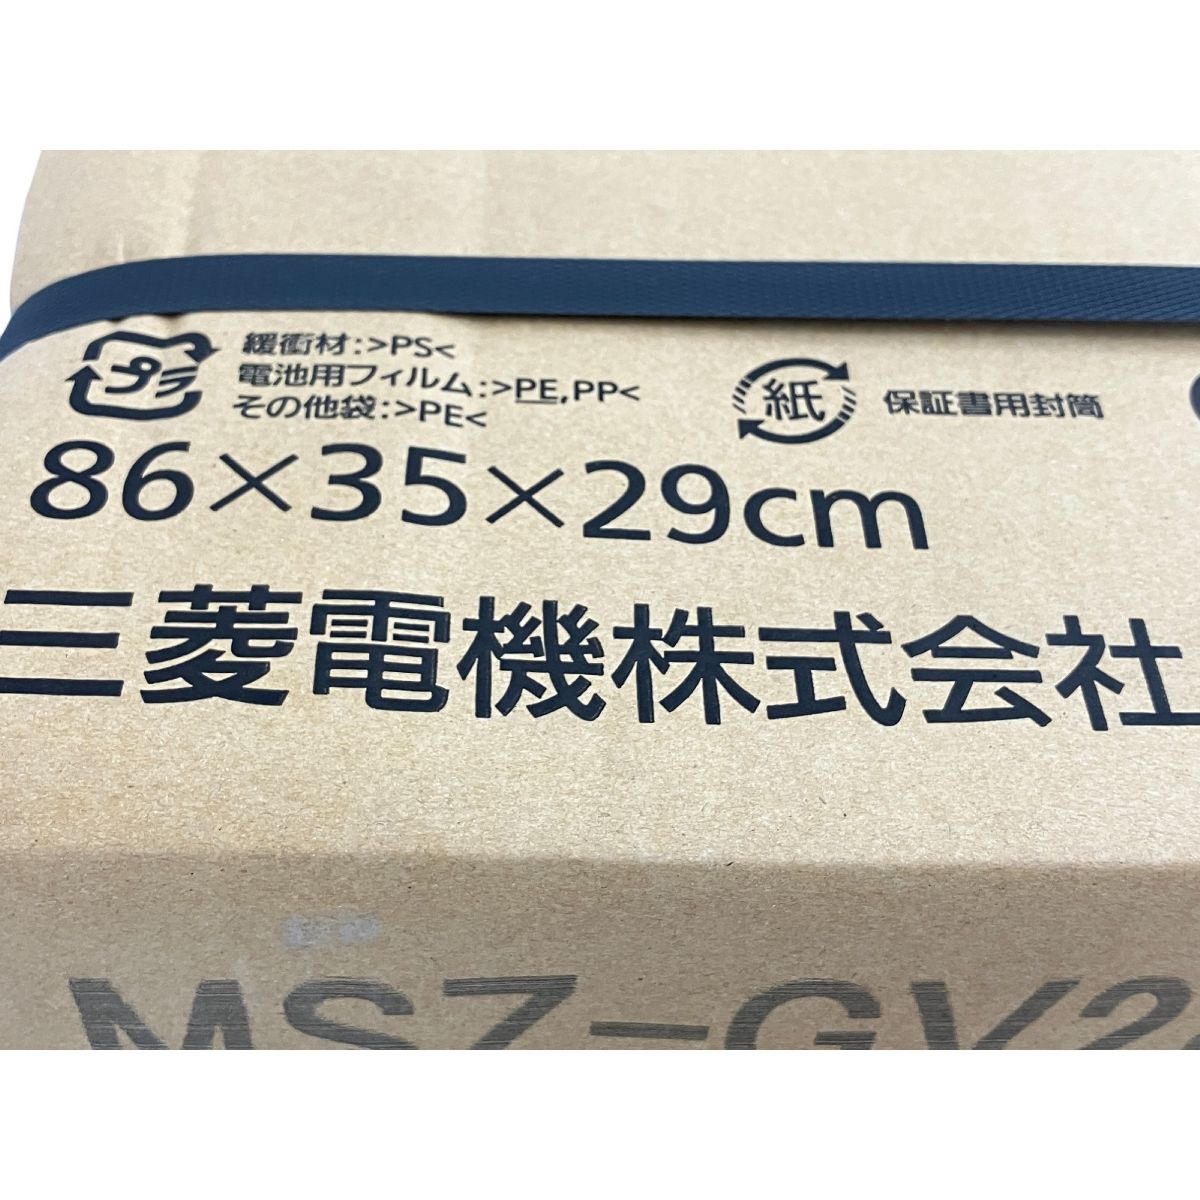 プラ
緩衝材:>PS<
電池用フィルム:>PE,PP<
その他袋:>PE<
紙
保証書用封筒
86×35×29cm
三菱電機株式会社
MSZ-GV2